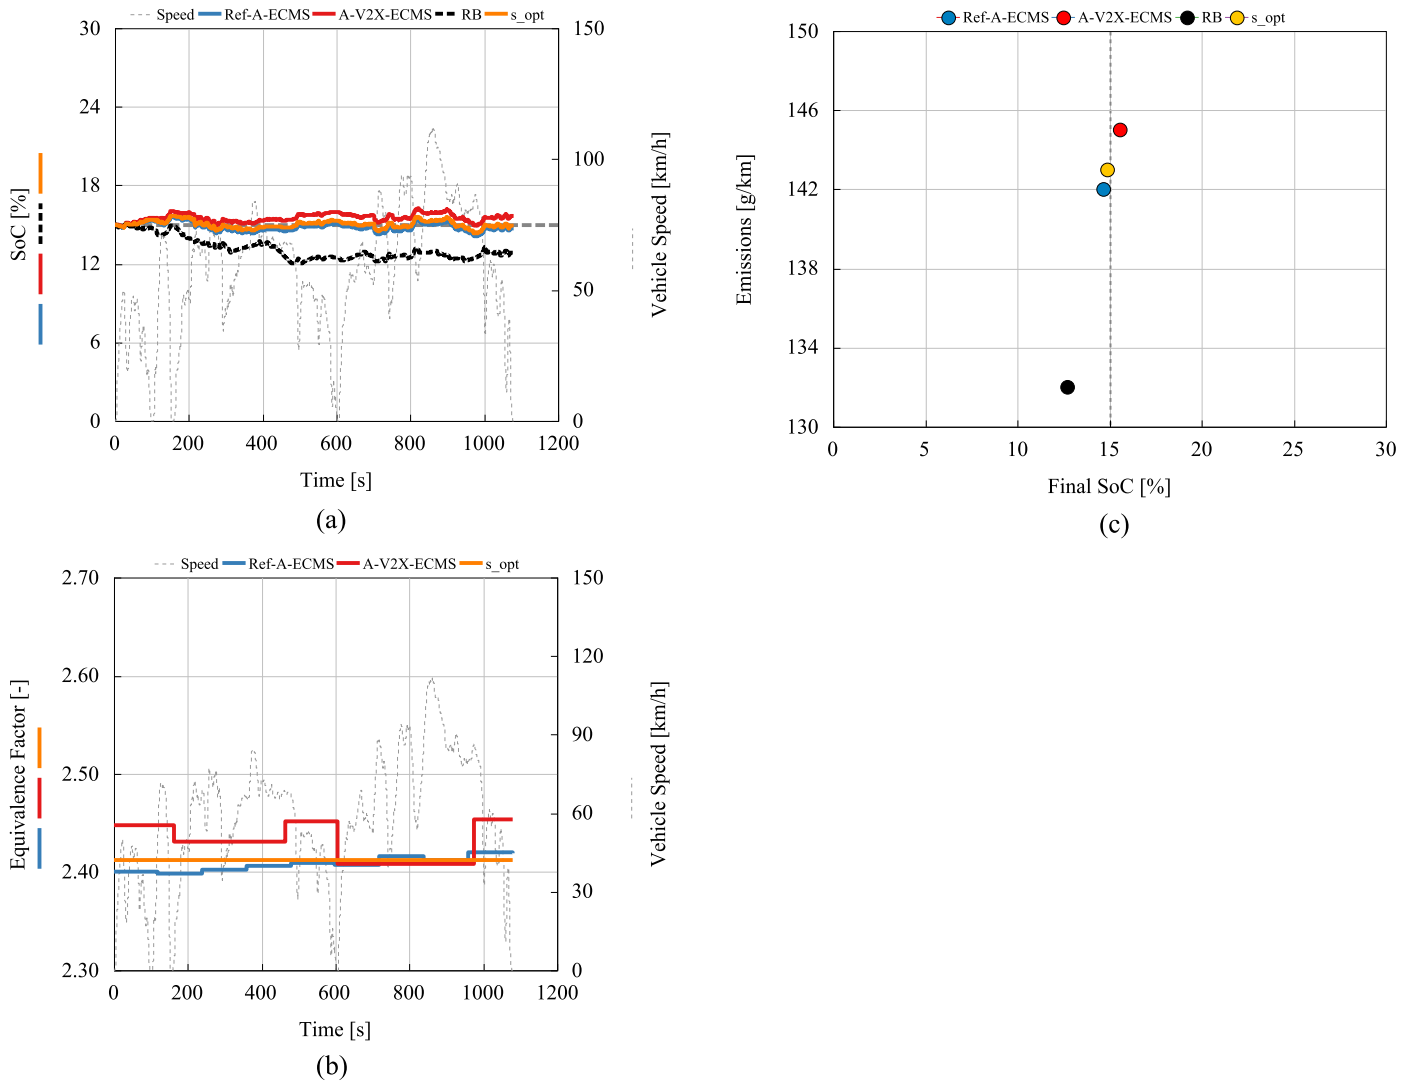 Speed Ref-A-ECMS A-V2X-ECMS RB s_opt
30
24
18
12
6
0
SoC [%]
150
100
50
0
Vehicle Speed [km/h]
0 200 400 600 800 1000 1200
Time [s]
(a)
Ref-A-ECMS A-V2X-ECMS RB s_opt
150
146
142
138
134
130
Emissions [g/km]
0 5 10 15 20 25 30
Final SoC [%]
(c)
Speed Ref-A-ECMS A-V2X-ECMS s_opt
2.70
2.60
2.50
2.40
2.30
Equivalence Factor [-]
150
120
90
60
30
0
Vehicle Speed [km/h]
0 200 400 600 800 1000 1200
Time [s]
(b)